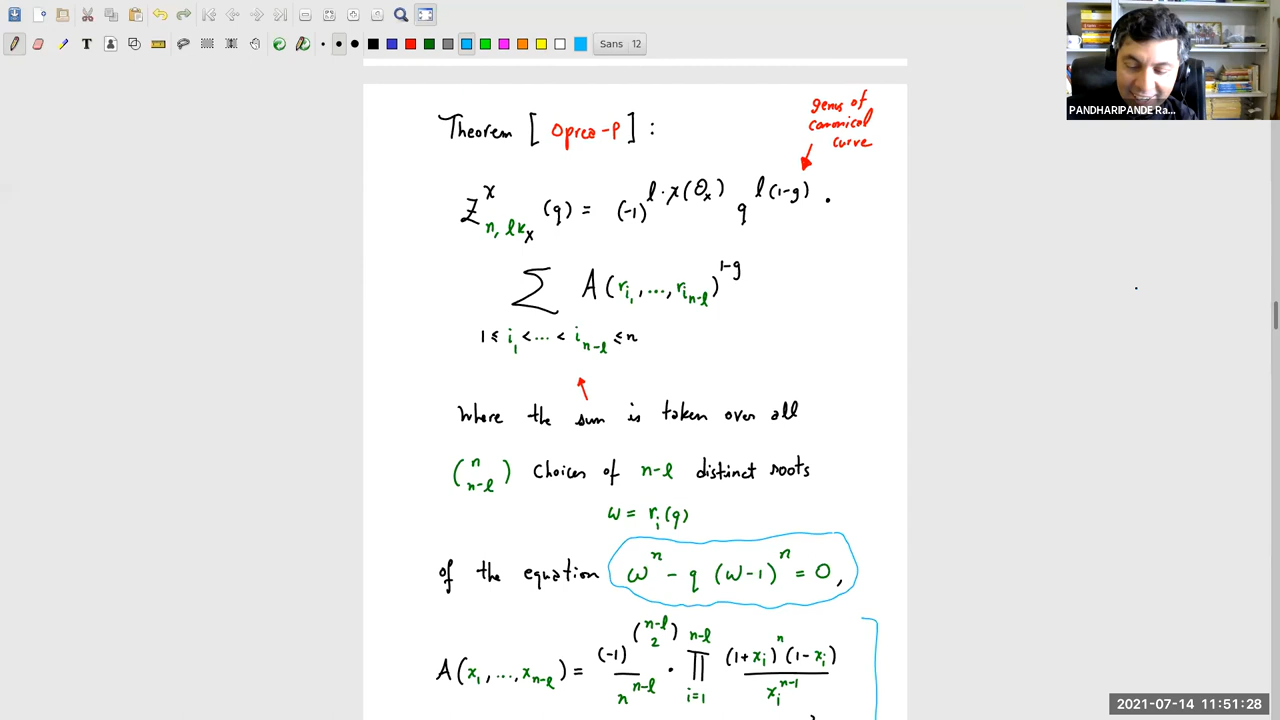 Sans 12
PANDHARIPANDE Ra...
genus of
canonical
curve
Theorem [ Oprea-P ] :
Z^X_{n, lK_X} (q) = (-1)^{l·χ(O_X)} q^{l(1-g)} ·
∑ A(r_{i_1}, ..., r_{i_{n-l}})^{1-g}
1 ≤ i_1 < ... < i_{n-l} ≤ n
where the sum is taken over all
(n n-l) choices of n-l distinct roots
ω = r_i(q)
of the equation ω^n - q (ω-1)^n = 0,
A(x_1, ..., x_{n-l}) = (-1)^{(n-l 2)} / n^{n-l} · ∏_{i=1}^{n-l} (1+x_i)^n (1-x_i) / x_i^{n-1}
2021-07-14 11:51:28